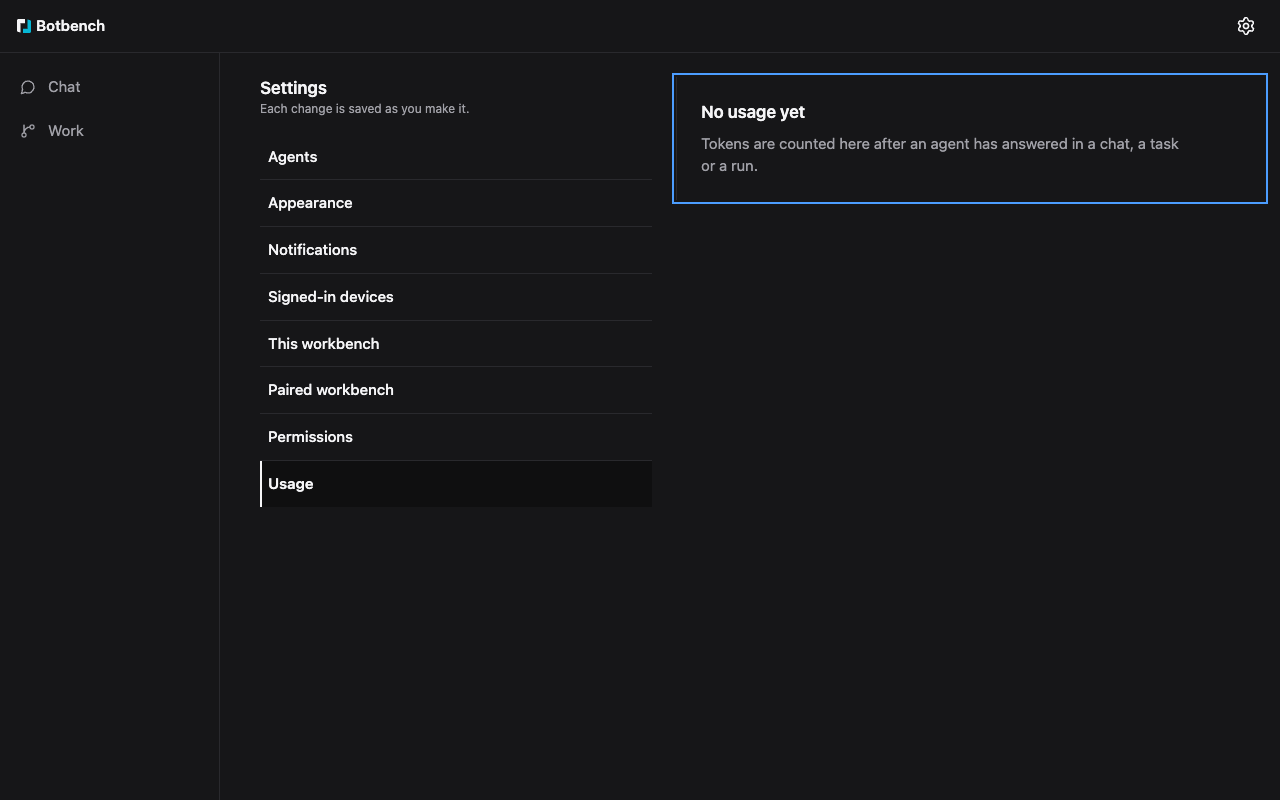 Botbench
Chat
Work
Settings
Each change is saved as you make it.
Agents
Appearance
Notifications
Signed-in devices
This workbench
Paired workbench
Permissions
Usage
No usage yet
Tokens are counted here after an agent has answered in a chat, a task
or a run.